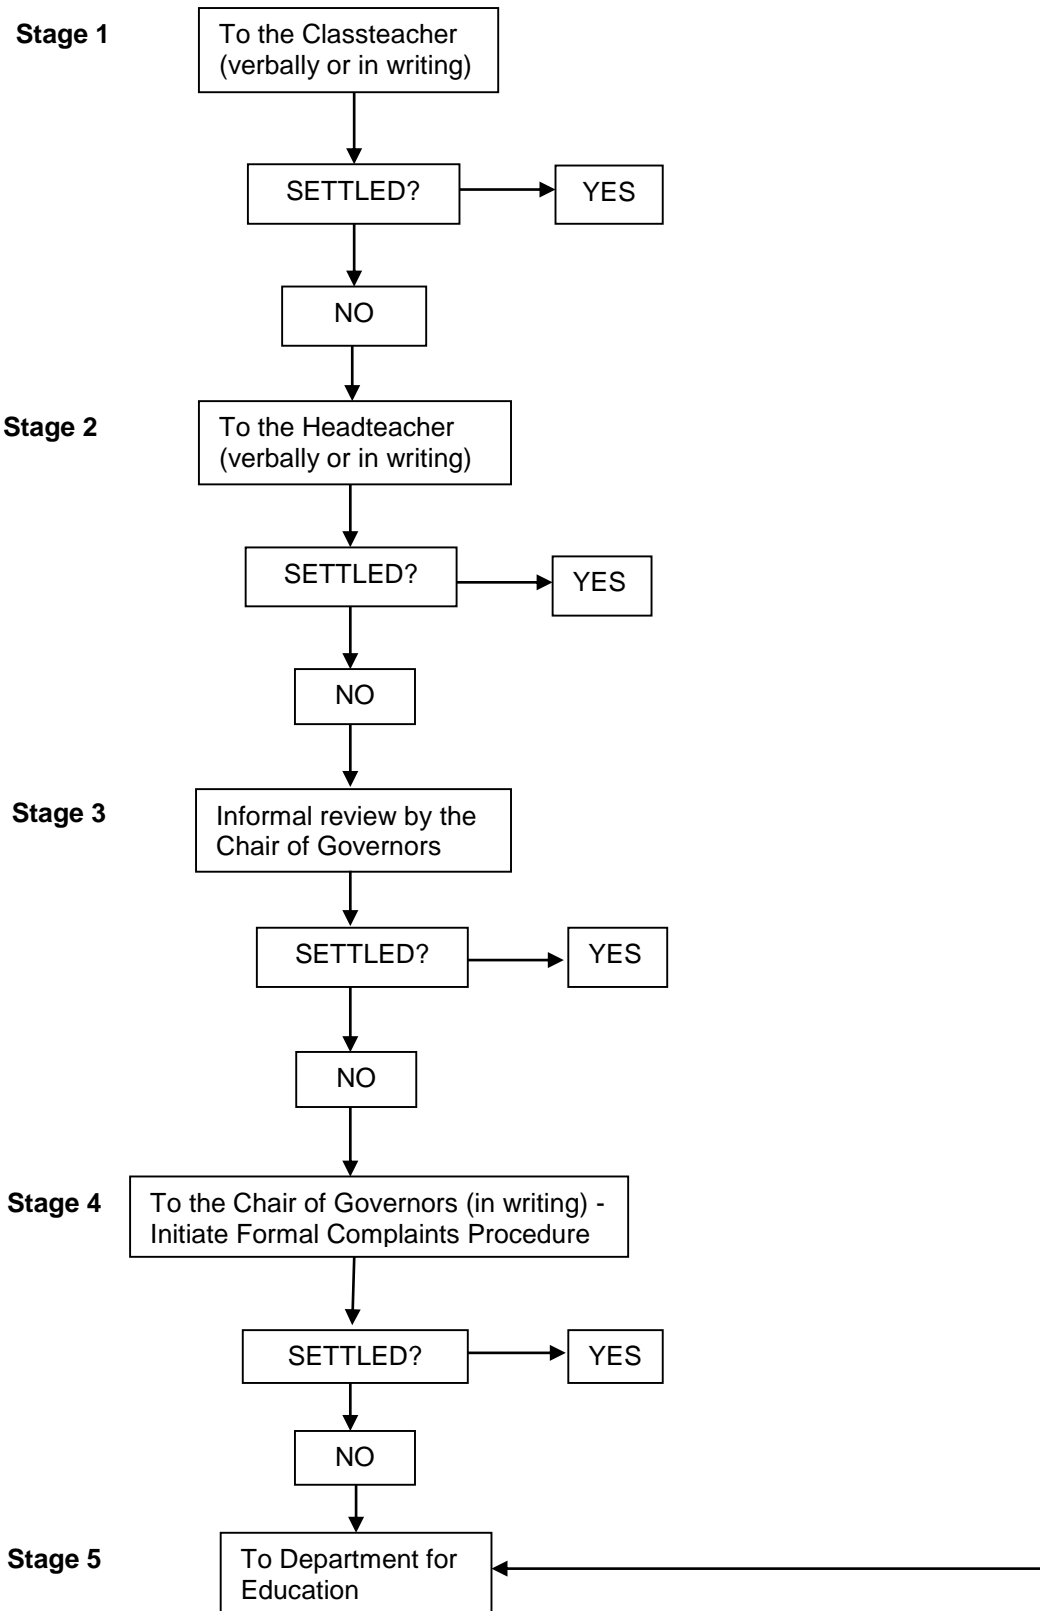 Stage 1
To the Classteacher
(verbally or in writing)
SETTLED?
YES
NO
Stage 2
To the Headteacher
(verbally or in writing)
SETTLED?
YES
NO
Stage 3
Informal review by the
Chair of Governors
SETTLED?
YES
NO
Stage 4
To the Chair of Governors (in writing) -
Initiate Formal Complaints Procedure
SETTLED?
YES
NO
Stage 5
To Department for
Education